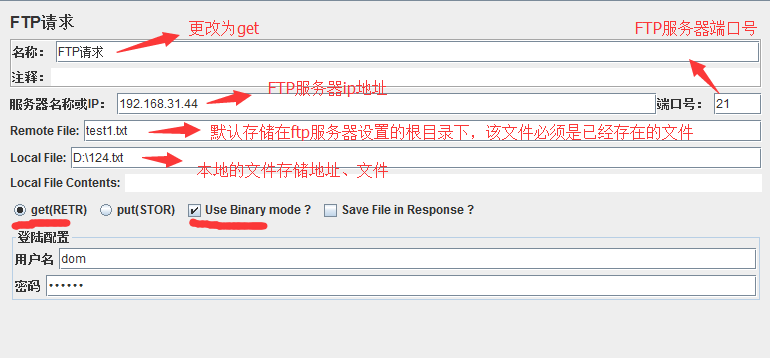 FTP请求
更改为get
FTP服务器端口号
名称： FTP请求
注释：
FTP服务器ip地址
服务器名称或IP： 192.168.31.44 端口号： 21
Remote File: test1.txt 默认存储在ftp服务器设置的根目录下，该文件必须是已经存在的文件
Local File: D:\124.txt
本地的文件存储地址、文件
Local File Contents:
get(RETR) put(STOR) Use Binary mode ? Save File in Response ?
登陆配置
用户名 dom
密码 ••••••